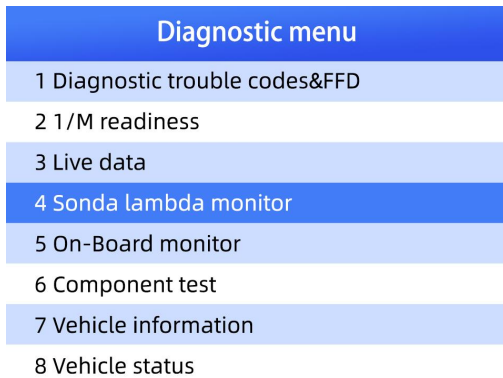 Diagnostic menu
1 Diagnostic trouble codes&FFD
2 1/M readiness
3 Live data
4 Sonda lambda monitor
5 On-Board monitor
6 Component test
7 Vehicle information
8 Vehicle status